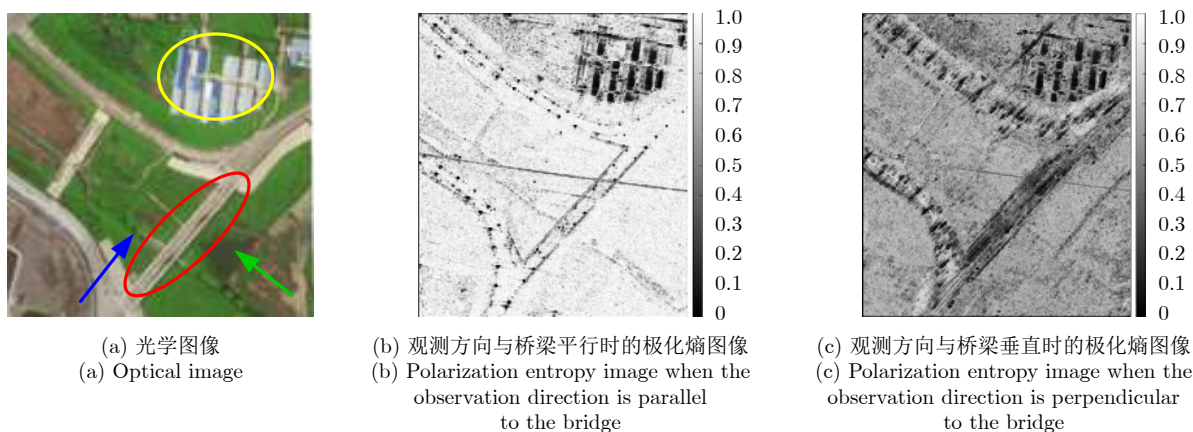 1.0
0.9
0.8
0.7
0.6
0.5
0.4
0.3
0.2
0.1
0
1.0
0.9
0.8
0.7
0.6
0.5
0.4
0.3
0.2
0.1
0
(a) 光学图像
(a) Optical image
(b) 观测方向与桥梁平行时的极化熵图像
(b) Polarization entropy image when the
observation direction is parallel
to the bridge
(c) 观测方向与桥梁垂直时的极化熵图像
(c) Polarization entropy image when the
observation direction is perpendicular
to the bridge